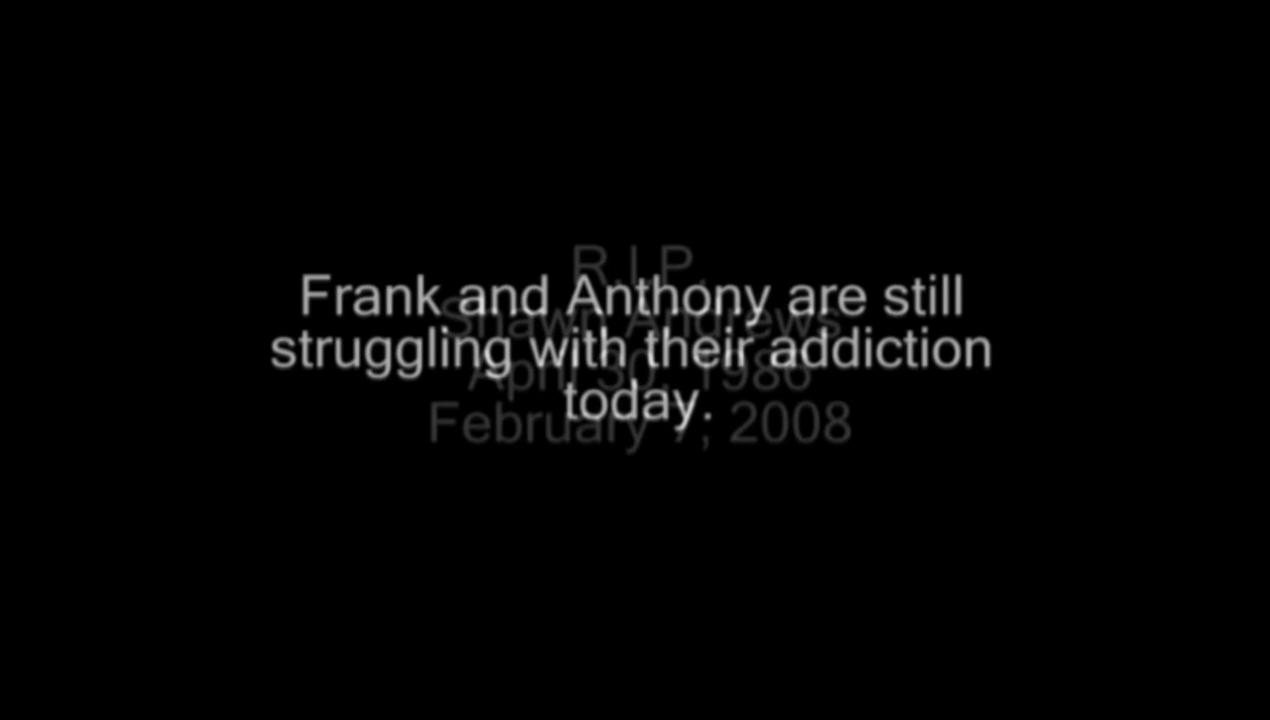 R.I.P.
Shawn Andrews
April 30, 1986
February 7, 2008
Frank and Anthony are still
struggling with their addiction
today.